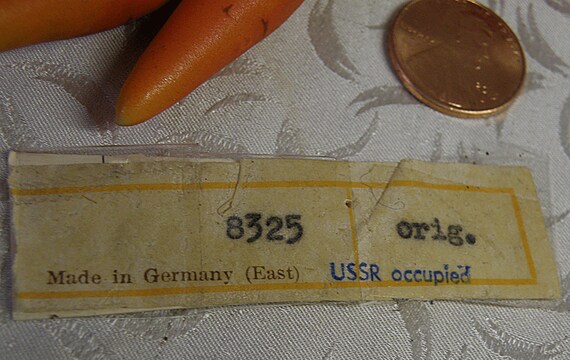 8325 orig.
Made in Germany (East) USSR occupied